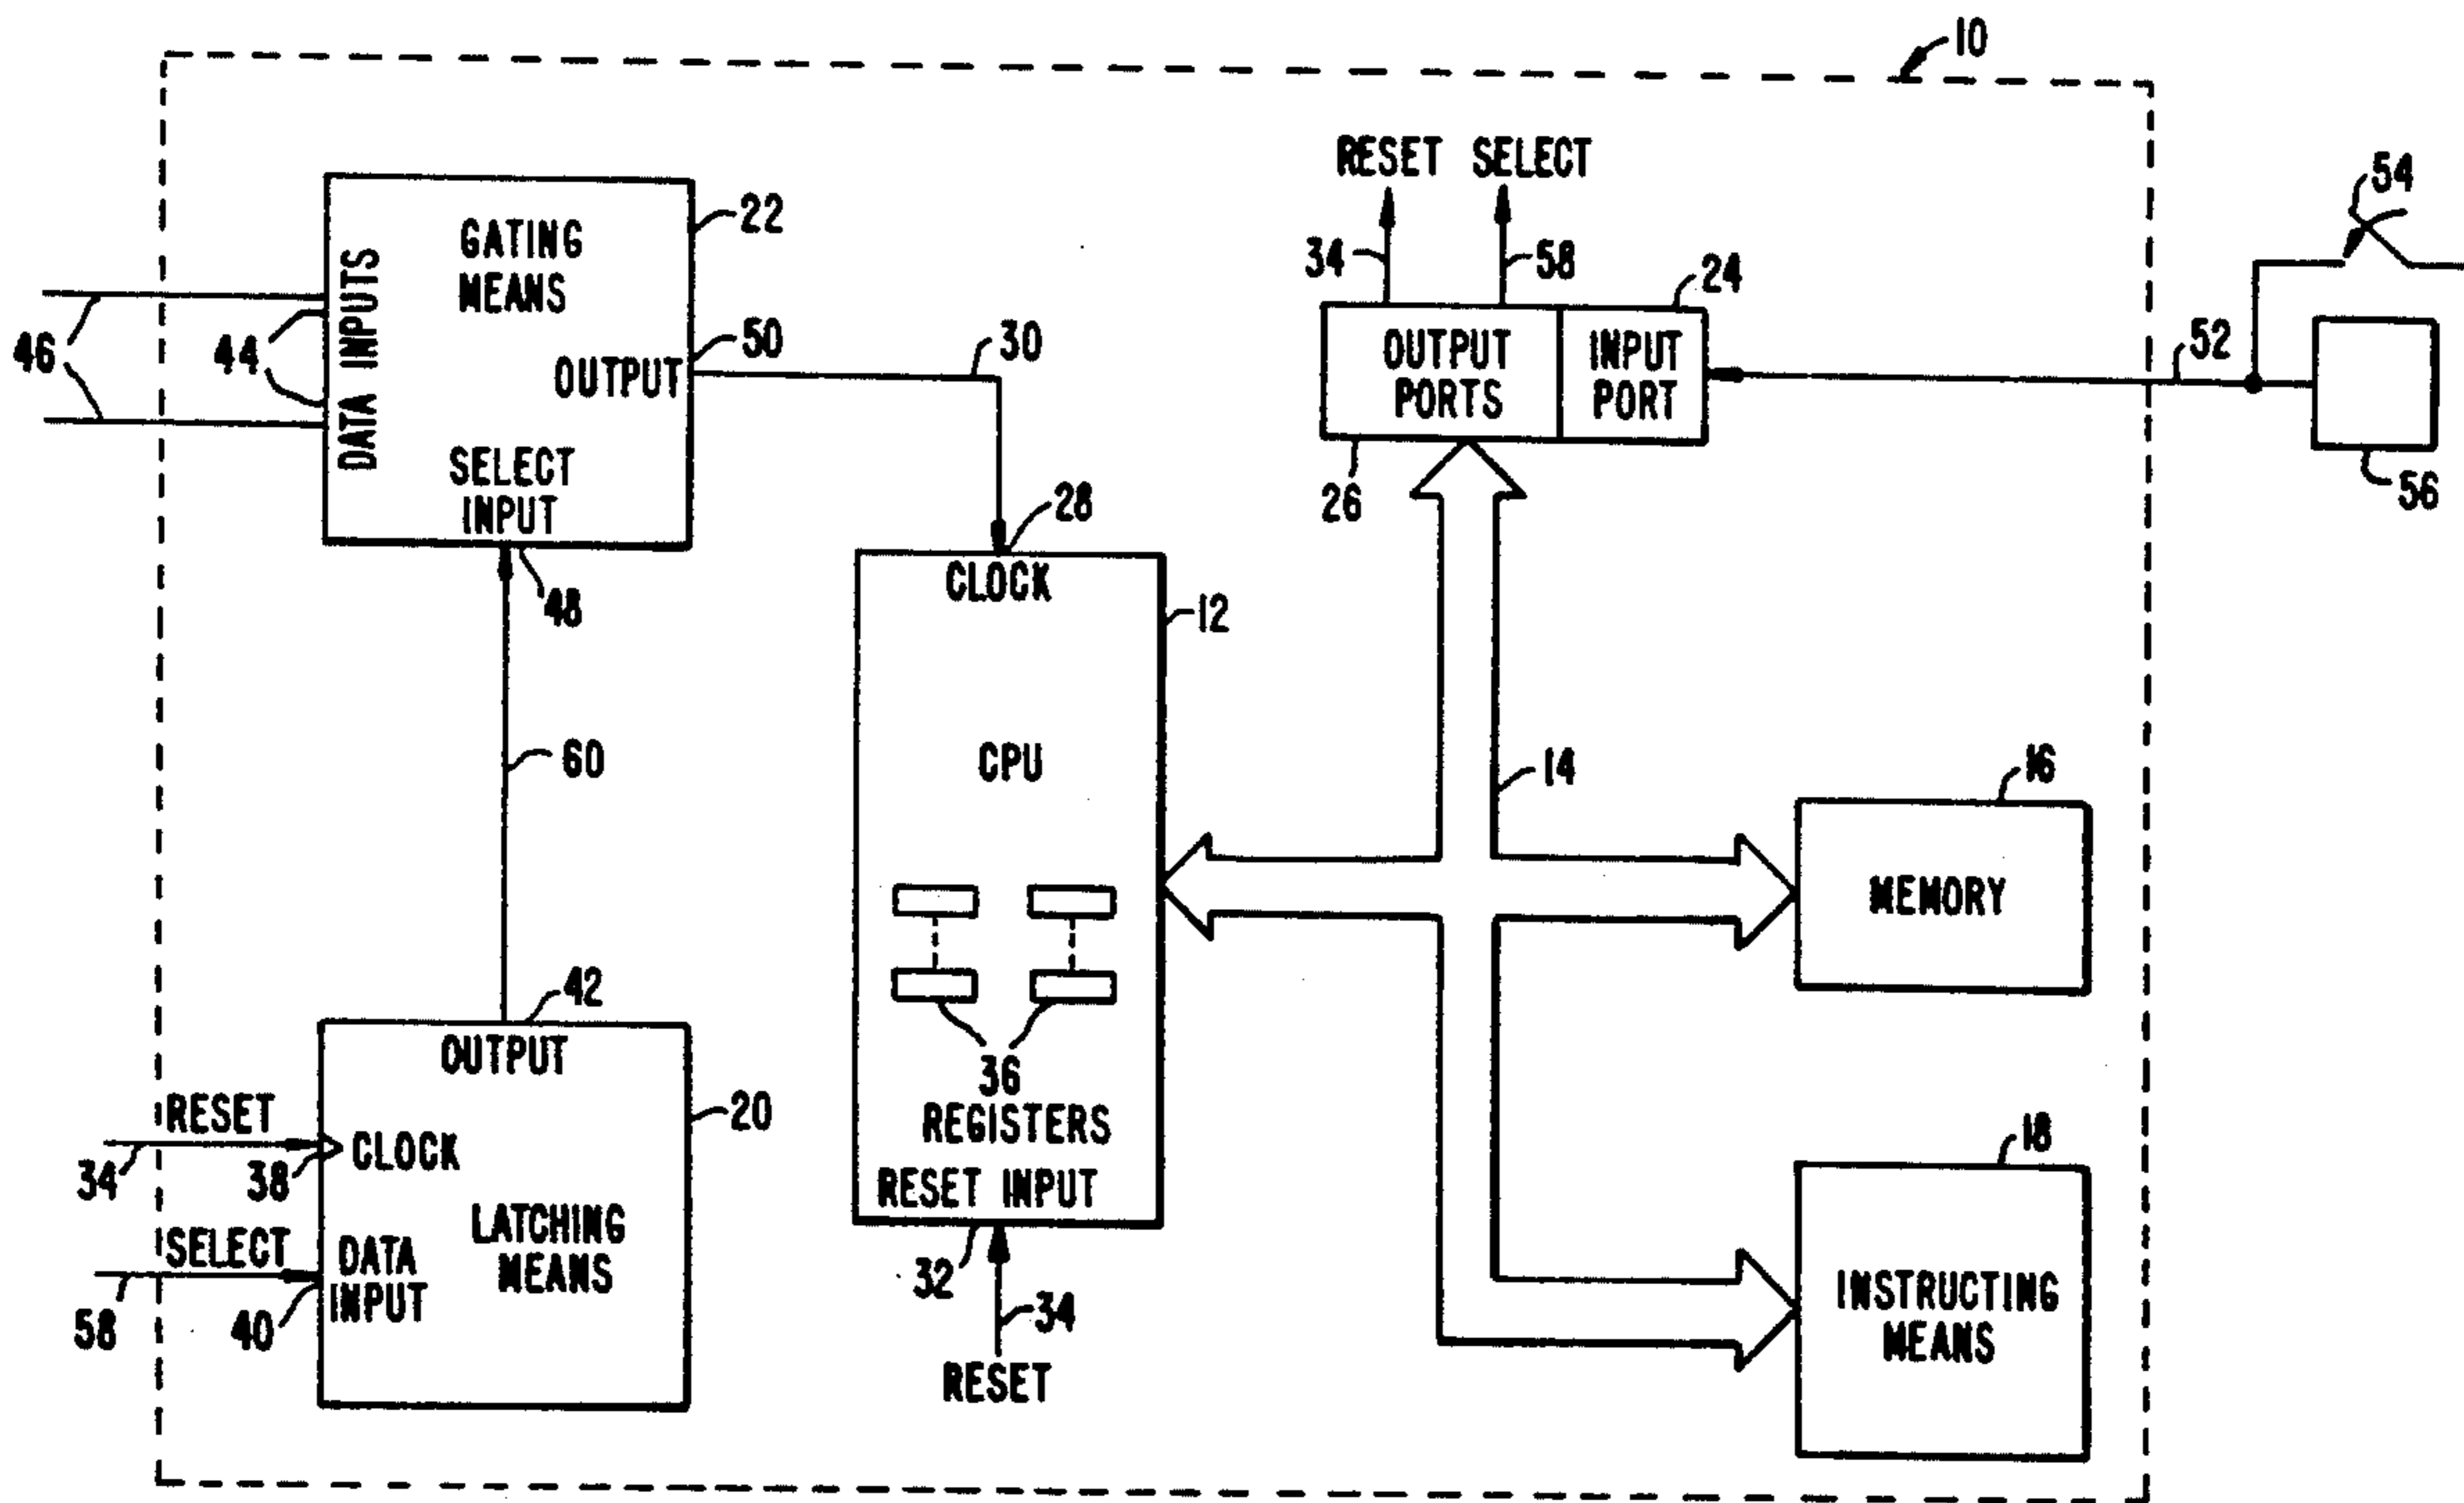 10
RESET SELECT
54
22
GATING
MEANS
34
58
24
DATA INPUTS
46
44
50
OUTPUT
30
OUTPUT
PORTS
INPUT
PORT
52
SELECT
INPUT
26
56
28
48
CLOCK
12
60
CPU
14
16
MEMORY
42
OUTPUT
36
REGISTERS
20
RESET
CLOCK
34
38
18
RESET INPUT
LATCHING
MEANS
SELECT
DATA
INPUT
32
34
58
40
INSTRUCTING
MEANS
RESET